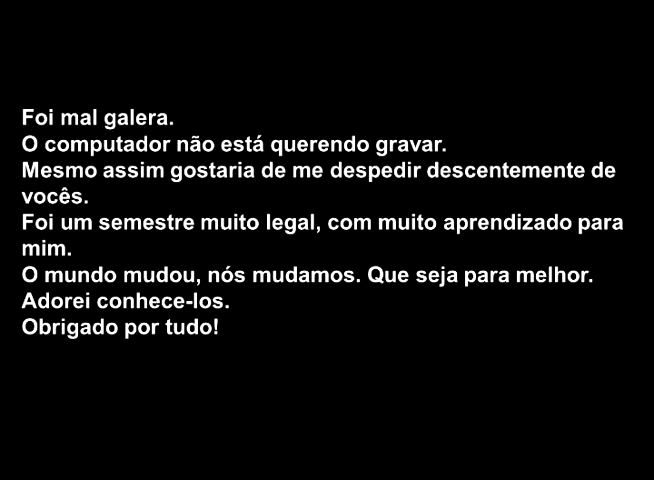 Foi mal galera.
O computador não está querendo gravar.
Mesmo assim gostaria de me despedir descentemente de
vocês.
Foi um semestre muito legal, com muito aprendizado para
mim.
O mundo mudou, nós mudamos. Que seja para melhor.
Adorei conhece-los.
Obrigado por tudo!